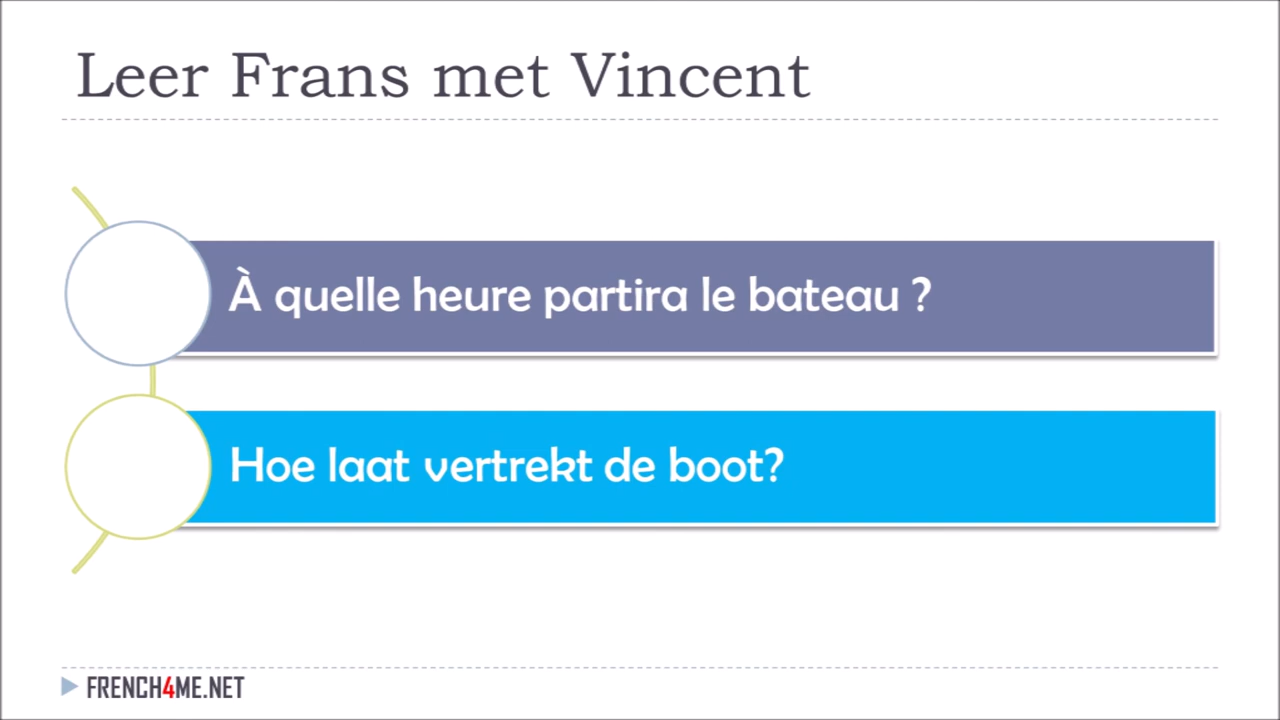 Leer Frans met Vincent
À quelle heure partira le bateau ?
Hoe laat vertrekt de boot?
FRENCH4ME.NET